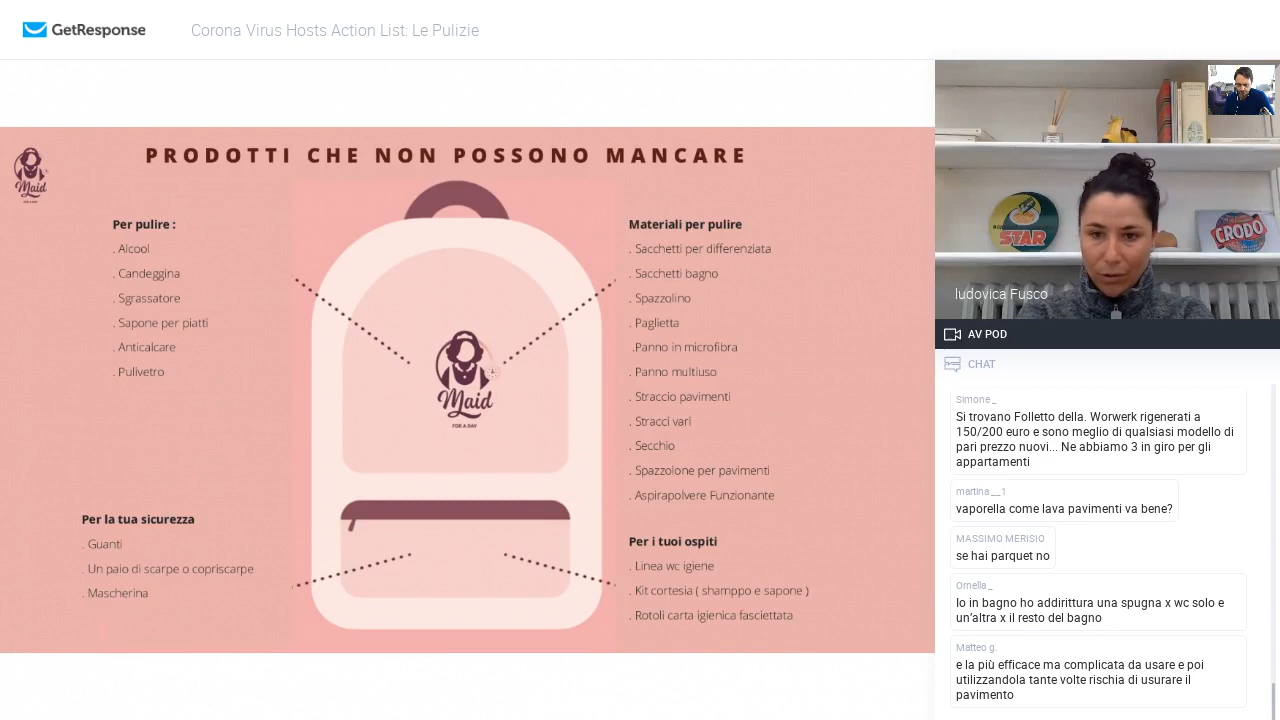 GetResponse
Corona Virus Hosts Action List: Le Pulizie
PRODOTTI CHE NON POSSONO MANCARE
Maid
FOR A DAY
Per pulire :
. Alcool
. Candeggina
. Sgrassatore
. Sapone per piatti
. Anticalcare
. Pulivetro
Per la tua sicurezza
. Guanti
. Un paio di scarpe o copriscarpe
. Mascherina
Maid
FOR A DAY
Materiali per pulire
. Sacchetti per differenziata
. Sacchetti bagno
. Spazzolino
. Paglietta
.Panno in microfibra
. Panno multiuso
. Straccio pavimenti
. Stracci vari
. Secchio
. Spazzolone per pavimenti
. Aspirapolvere Funzionante
Per i tuoi ospiti
. Linea wc igiene
. Kit cortesia ( shamppo e sapone )
. Rotoli carta igienica fasciettata
STAR
CRODO
ludovica Fusco
AV POD
CHAT
Simone _
Si trovano Folletto della. Worwerk rigenerati a
150/200 euro e sono meglio di qualsiasi modello di
pari prezzo nuovi... Ne abbiamo 3 in giro per gli
appartamenti
martina __1
vaporella come lava pavimenti va bene?
MASSIMO MERISIO
se hai parquet no
Ornella _
Io in bagno ho addirittura una spugna x wc solo e
un'altra x il resto del bagno
Matteo g.
e la più efficace ma complicata da usare e poi
utilizzandola tante volte rischia di usurare il
pavimento